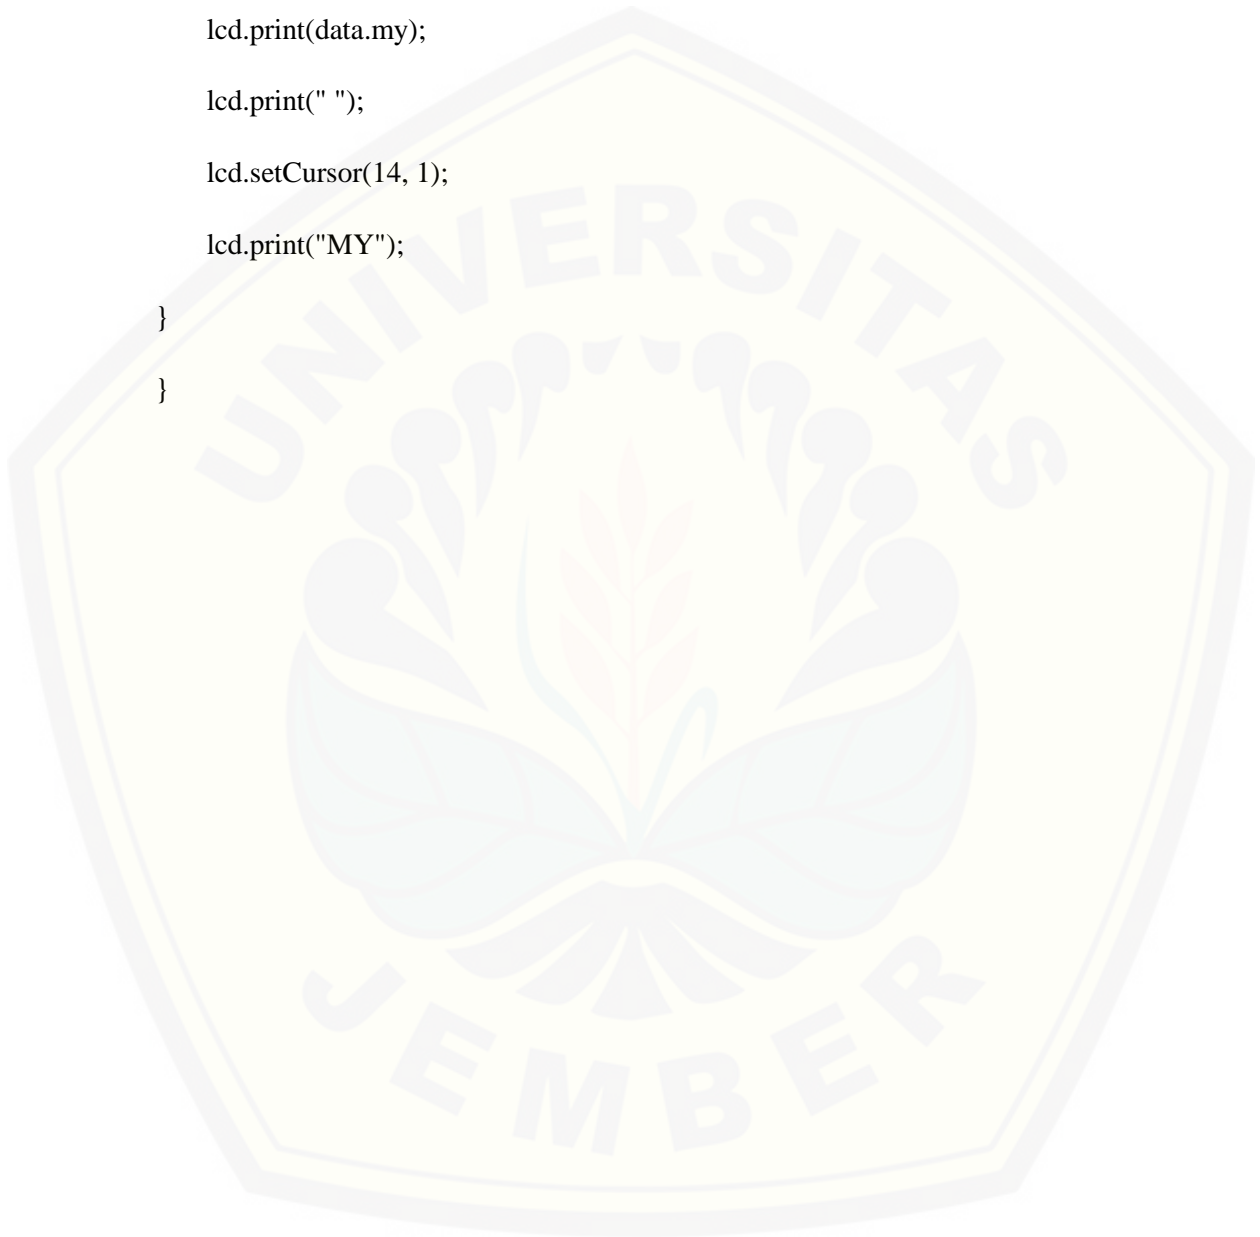 lcd.print(data.my);
lcd.print(" ");
lcd.setCursor(14, 1);
lcd.print("MY");
}
}
UNIVERSITAS
JEMBER